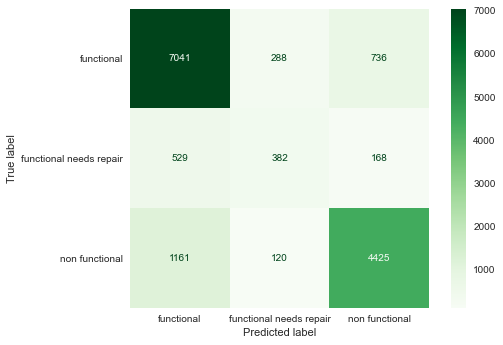 7000
functional
7041
288
736
6000
5000
True label
functional needs repair
529
382
168
4000
3000
2000
non functional
1161
120
4425
1000
functional
functional needs repair
non functional
Predicted label